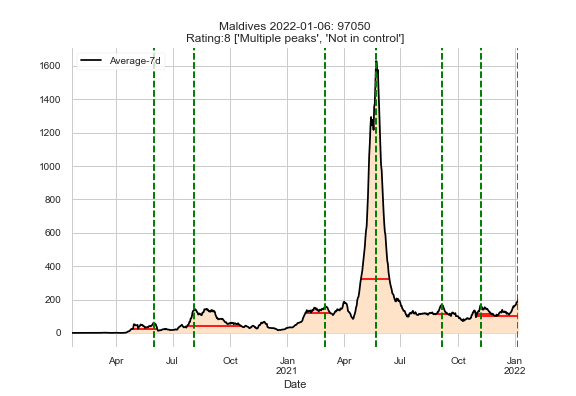 Maldives 2022-01-06: 97050
Rating:8 ['Multiple peaks', 'Not in control']
Average-7d
1600
1400
1200
1000
800
600
400
200
0
Apr Jul Oct Jan Apr Jul Oct Jan
2021 2022
Date